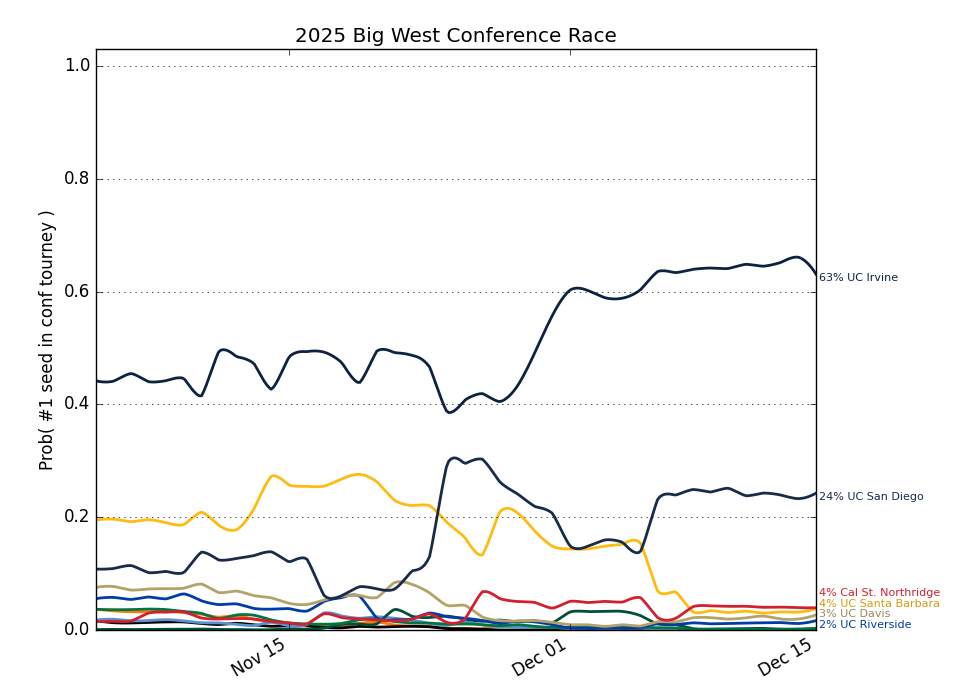 2025 Big West Conference Race
Prob( #1 seed in conf tourney )
1.0
0.8
0.6
0.4
0.2
0.0
Nov 15
Dec 01
Dec 15
63% UC Irvine
24% UC San Diego
4% Cal St. Northridge
4% UC Santa Barbara
3% UC Davis
2% UC Riverside